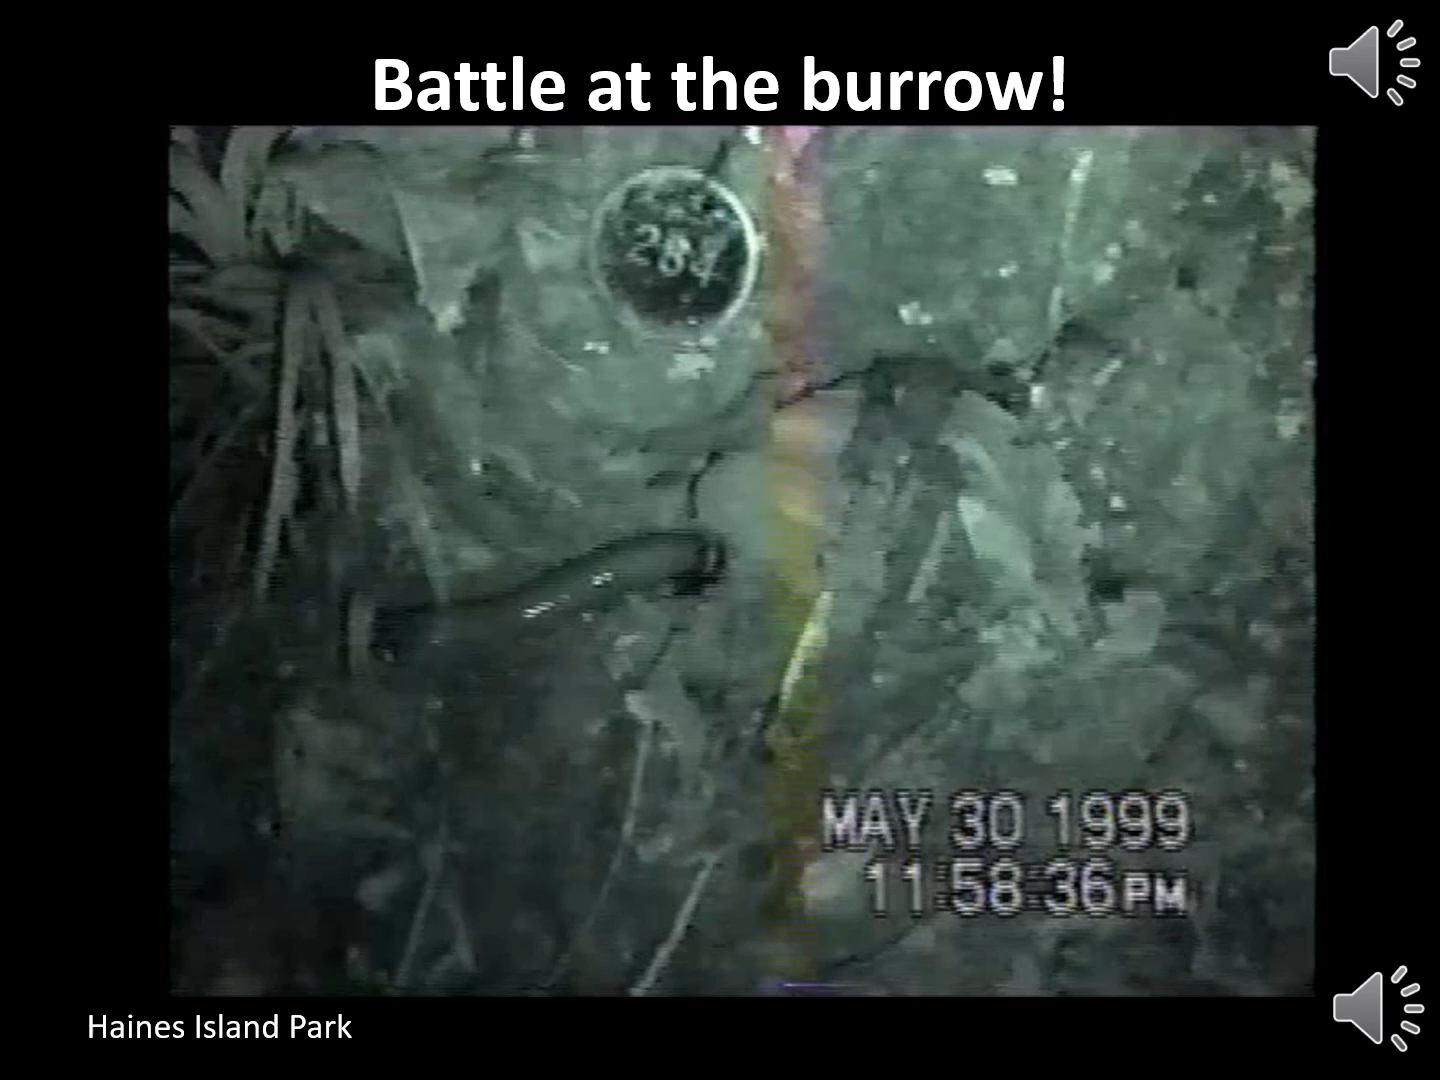 Battle at the burrow!
284
MAY 30 1999
11:58:36PM
Haines Island Park